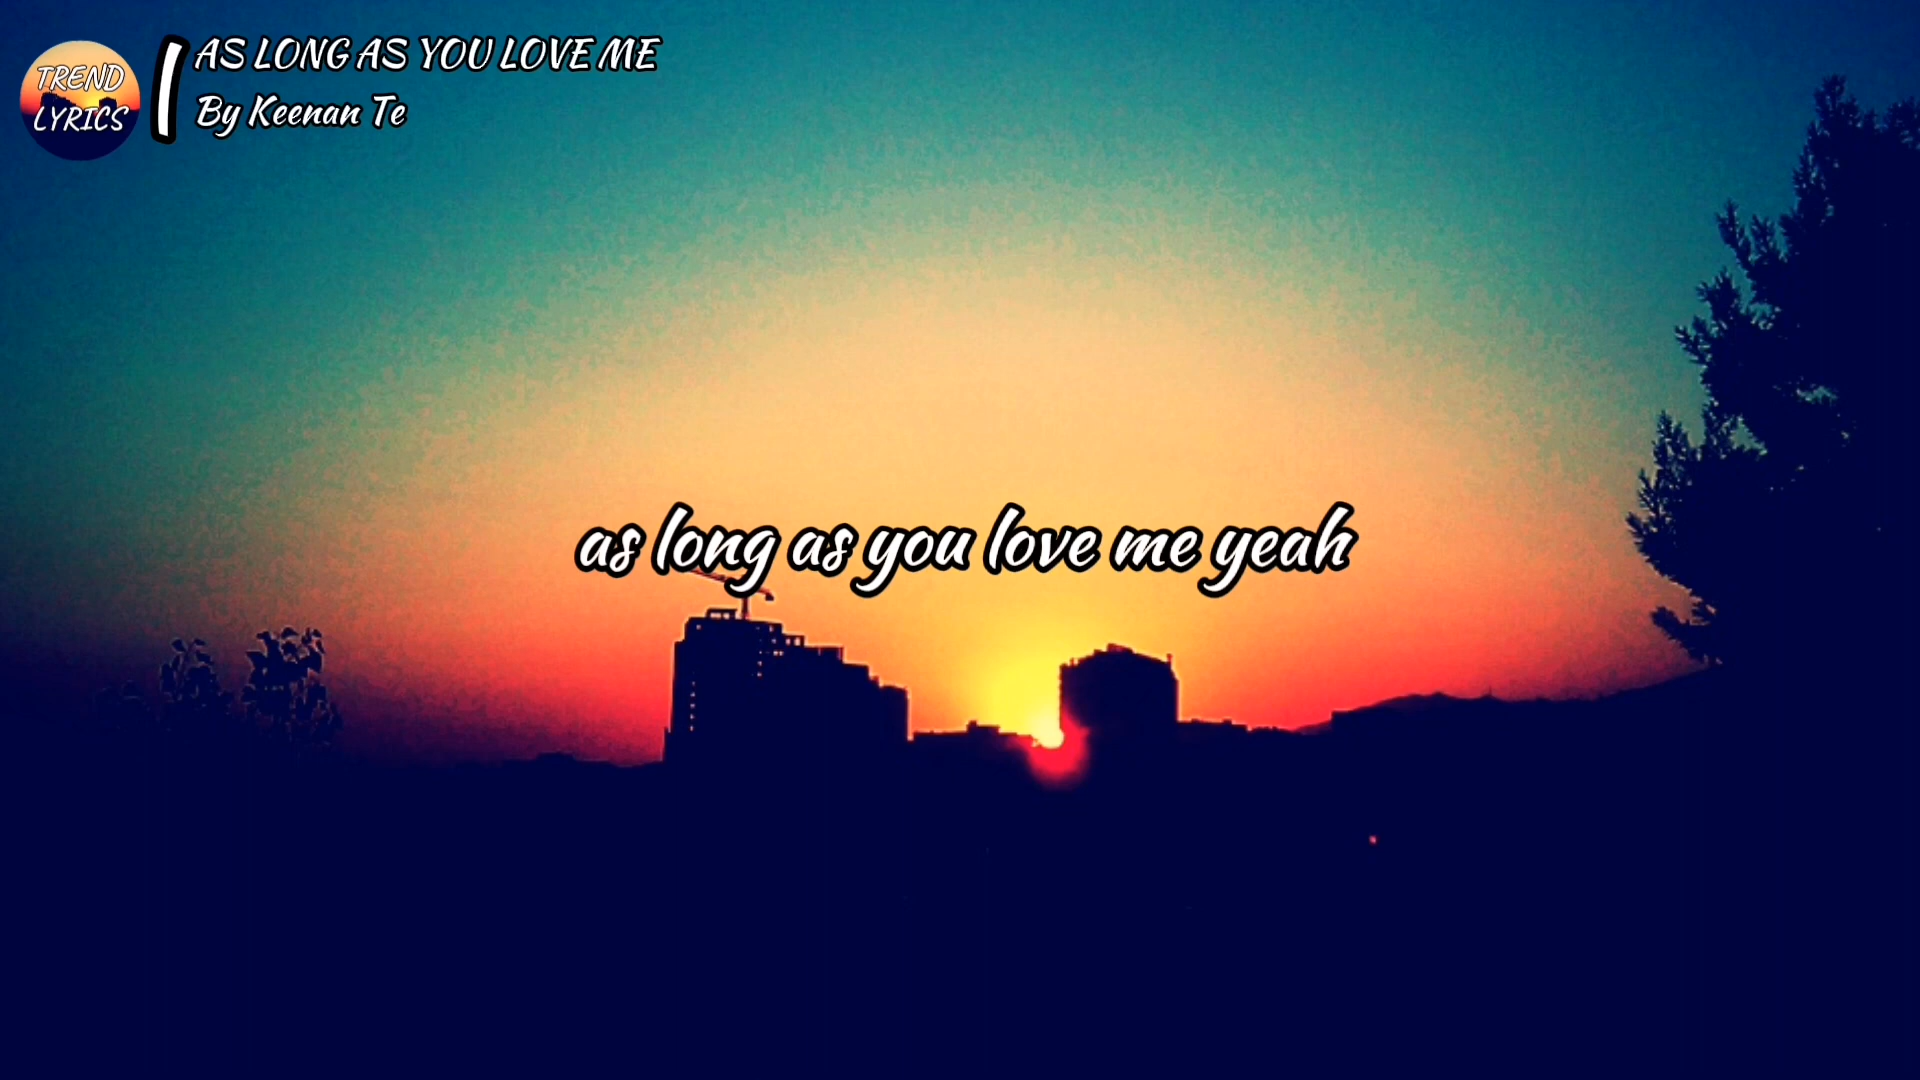 TREND
LYRICS
AS LONG AS YOU LOVE ME
By Keenan Te
as long as you love me yeah